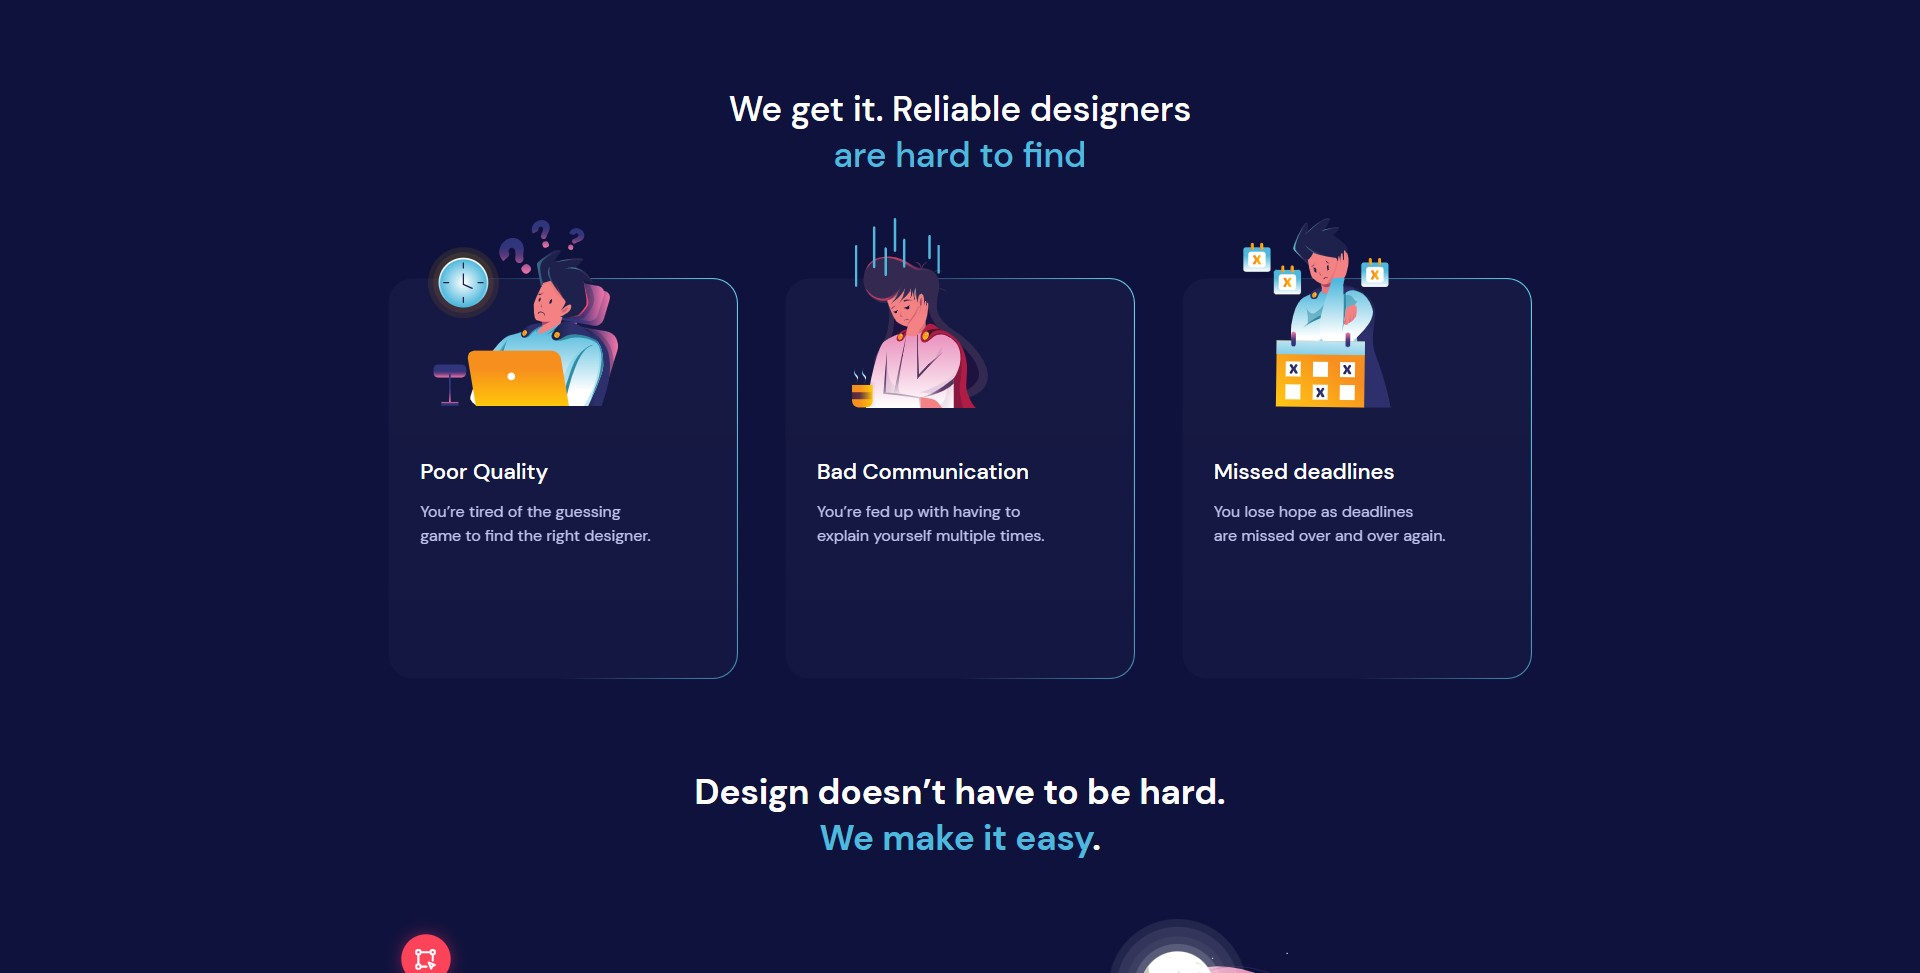 We get it. Reliable designers
are hard to find
? ? ?
X X X
X X
X
Poor Quality
You’re tired of the guessing
game to find the right designer.
Bad Communication
You’re fed up with having to
explain yourself multiple times.
Missed deadlines
You lose hope as deadlines
are missed over and over again.
Design doesn’t have to be hard.
We make it easy.